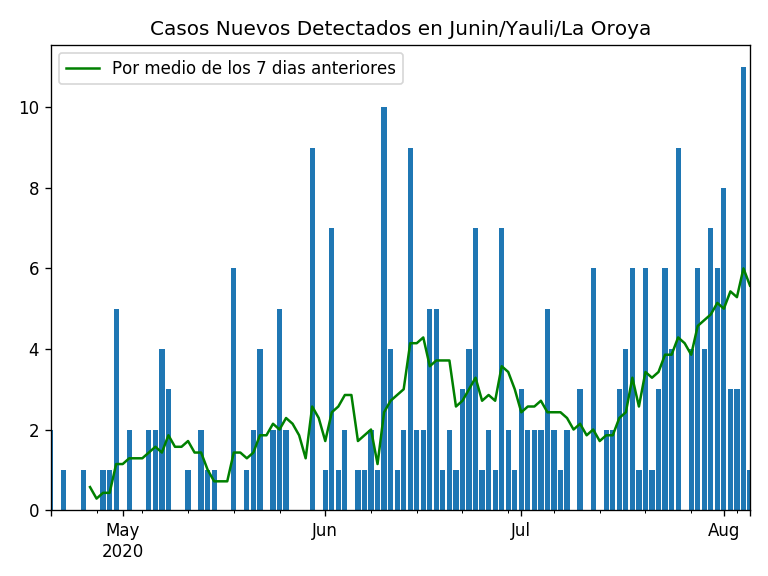 Casos Nuevos Detectados en Junin/Yauli/La Oroya
Por medio de los 7 dias anteriores
10
8
6
4
2
0
May
2020
Jun
Jul
Aug